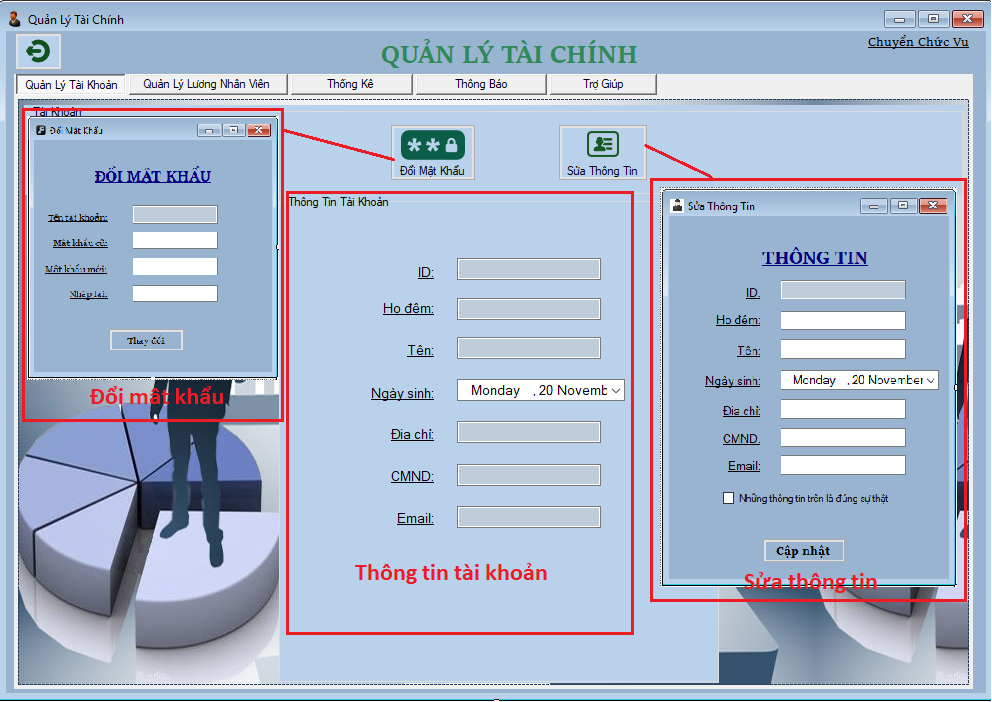 Quản Lý Tài Chính
QUẢN LÝ TÀI CHÍNH
Chuyển Chức Vụ
Quản Lý Tài Khoản
Quản Lý Lương Nhân Viên
Thống Kê
Thông Báo
Trợ Giúp
Tài Khoản
Đổi Mật Khẩu
ĐỔI MẬT KHẨU
Tên tài khoản:
Mật khẩu cũ:
Mật khẩu mới:
Nhập lại:
Thay đổi
Đổi mật khẩu
Đổi Mật Khẩu
Sửa Thông Tin
Thông Tin Tài Khoản
ID:
Họ đệm:
Tên:
Ngày sinh:
Monday , 20 Novemb
Địa chỉ:
CMND:
Email:
Thông tin tài khoản
Sửa Thông Tin
THÔNG TIN
ID:
Họ đệm:
Tên:
Ngày sinh:
Monday , 20 November
Địa chỉ:
CMND:
Email:
Những thông tin trên là đúng sự thật
Cập nhật
Sửa thông tin